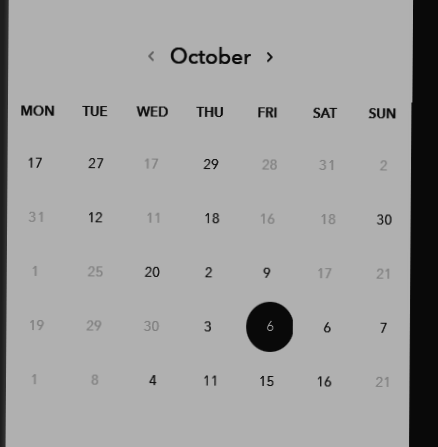 ‹ October ›
MON TUE WED THU FRI SAT SUN
17 27 17 29 28 31 2
31 12 11 18 16 18 30
1 25 20 2 9 17 21
19 29 30 3 6 6 7
1 8 4 11 15 16 21